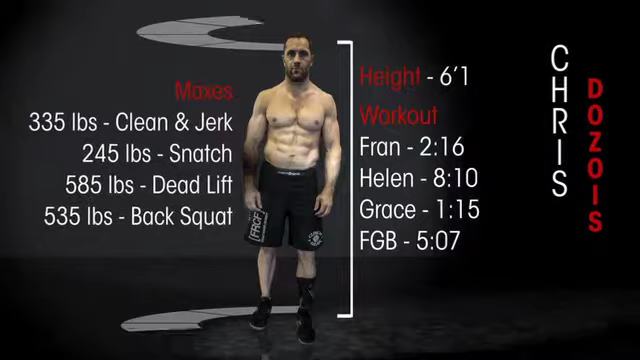 Maxes
335 lbs - Clean & Jerk
245 lbs - Snatch
585 lbs - Dead Lift
535 lbs - Back Squat
Height - 6'1
Workout
Fran - 2:16
Helen - 8:10
Grace - 1:15
FGB - 5:07
CHRIS
DOZOIS
FRCF